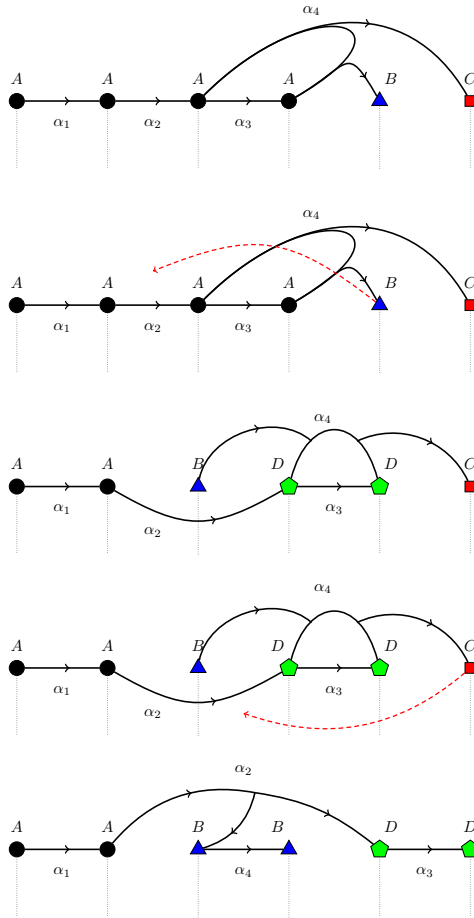 α₄
A A A A B C
α₁ α₂ α₃
α₄
A A A A B C
α₁ α₂ α₃
α₄
A A B D D C
α₁ α₂ α₃
α₄
A A B D D C
α₁ α₂ α₃
α₂
A A B B D D
α₁ α₄ α₃